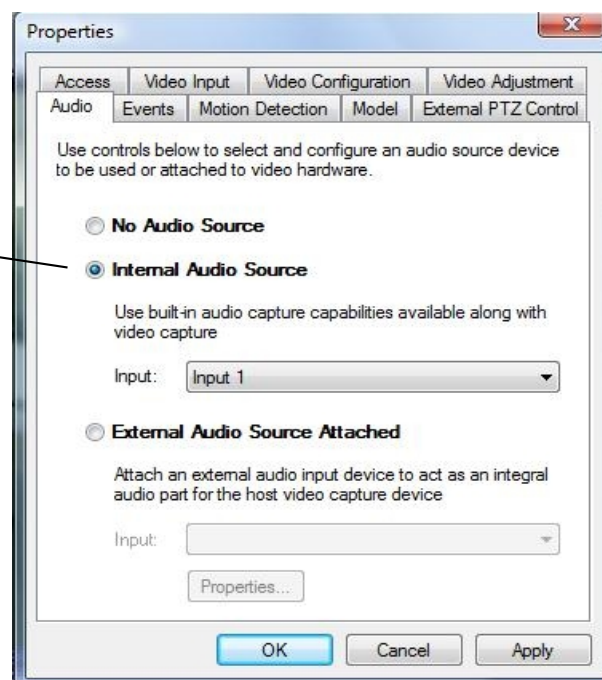 Properties
Access Video Input Video Configuration Video Adjustment
Audio Events Motion Detection Model External PTZ Control
Use controls below to select and configure an audio source device
to be used or attached to video hardware.
No Audio Source
Internal Audio Source
Use built-in audio capture capabilities available along with
video capture
Input: Input 1
External Audio Source Attached
Attach an external audio input device to act as an integral
audio part for the host video capture device
Input:
Properties...
OK Cancel Apply